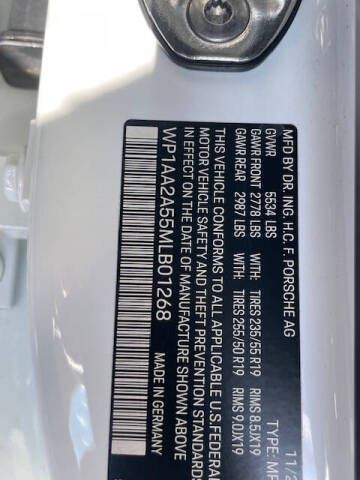 MFD BY DR. ING. H.C. F. PORSCHE AG 11/2
GVWR 5534 LBS TYPE:
GAWR FRONT 2778 LBS TIRES 235/55 R19 RIMS 8.5JX19
GAWR REAR 2987 LBS TIRES 255/50 R19 RIMS 9.0JX19
THIS VEHICLE CONFORMS TO ALL APPLICABLE U.S. FEDERAL
MOTOR VEHICLE SAFETY AND THEFT PREVENTION STANDARDS
IN EFFECT ON THE DATE OF MANUFACTURE SHOWN ABOVE
WP1AA2A55MLB01268 MADE IN GERMANY